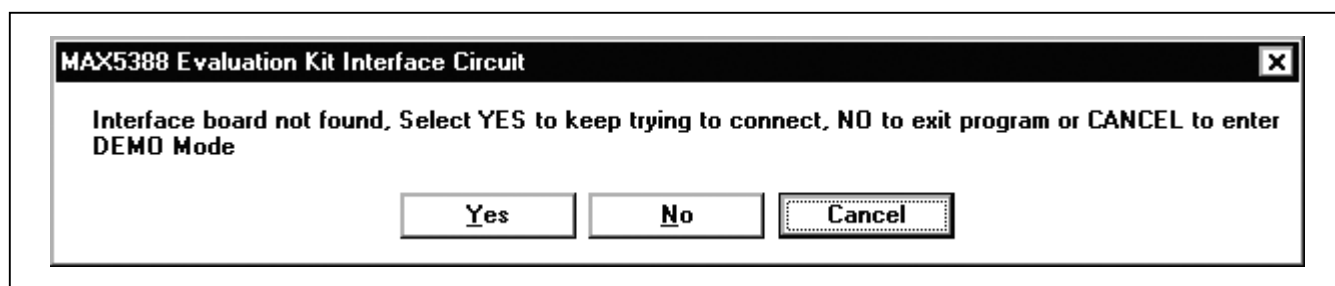 MAX5388 Evaluation Kit Interface Circuit
Interface board not found, Select YES to keep trying to connect, NO to exit program or CANCEL to enter
DEMO Mode
Yes No Cancel